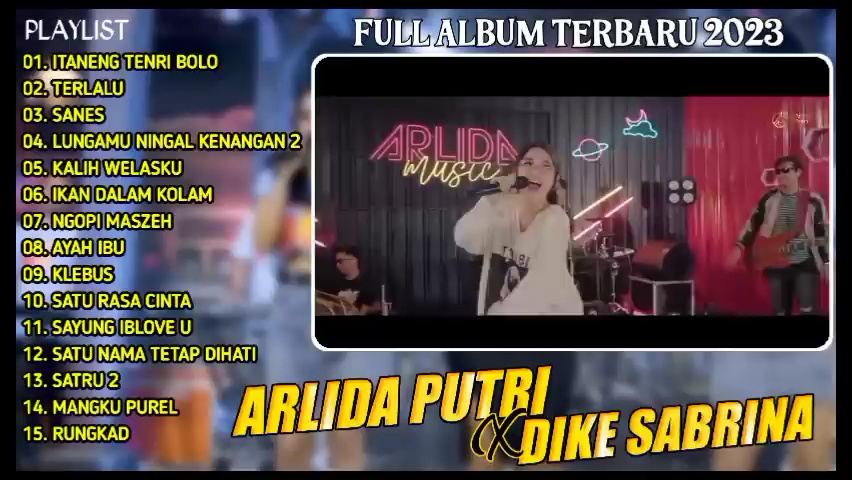 PLAYLIST
01. ITANENG TENRI BOLO
02. TERLALU
03. SANES
04. LUNGAMU NINGAL KENANGAN 2
05. KALIH WELASKU
06. IKAN DALAM KOLAM
07. NGOPI MASZEH
08. AYAH IBU
09. KLEBUS
10. SATU RASA CINTA
11. SAYUNG IBLOVE U
12. SATU NAMA TETAP DIHATI
13. SATRU 2
14. MANGKU PUREL
15. RUNGKAD
FULL ALBUM TERBARU 2023
ARLIDA
music
ARLIDA PUTRI
X DIKE SABRINA